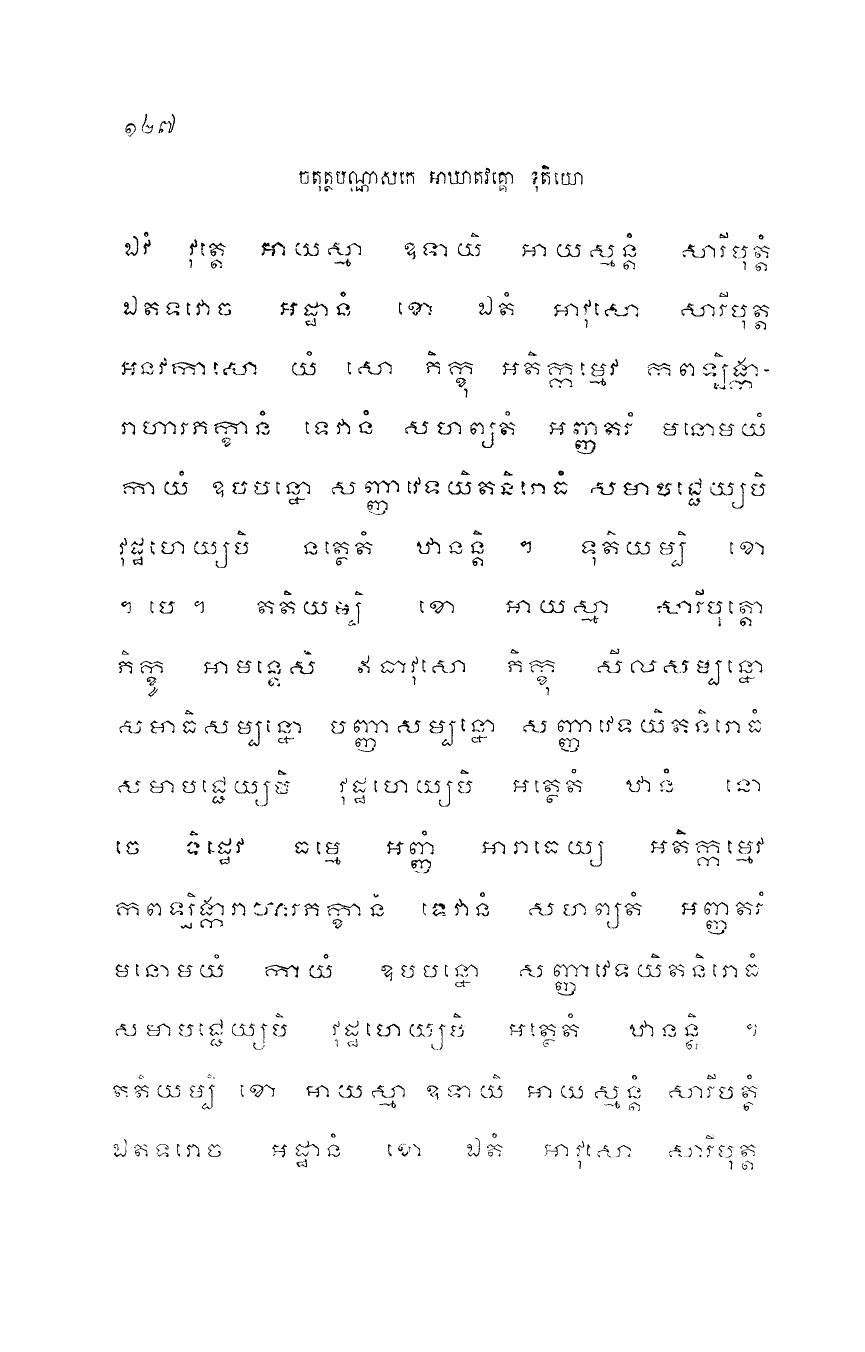 ១២៧
ចតុត្ថបណ្ណាសកេ អាឃាតវគ្គោ ទុតិយោ
ឯវំ វុត្តេ អាយស្មា ឧទាយិ អាយស្មន្តំ សារីបុត្តំ
ឯតទវោច អដ្ឋានំ ខោ ឯតំ អាវុសោ សារីបុត្ត
អនវកាសោ យំ សោ ភិក្ខុ អតិក្កម្មេវ កពឡិង្ការ-
រាហារភក្ខានំ ទេវានំ សហព្យតំ អញ្ញតរំ មនោមយំ
កាយំ ឧបបន្នោ សញ្ញាវេទយិតនិរោធំ សមាបជ្ជេយ្យបិ
វុដ្ឋហេយ្យបិ នត្ថេតំ ឋានន្តិ ។ ទុតិយម្បិ ខោ
។ បេ ។ តតិយម្បិ ខោ អាយស្មា សារីបុត្តោ
ភិក្ខូ អាមន្តេសិ ឥធាវុសោ ភិក្ខុ សីលសម្បន្នោ
សមាធិសម្បន្នោ បញ្ញាសម្បន្នោ សញ្ញាវេទយិតនិរោធំ
សមាបជ្ជេយ្យបិ វុដ្ឋហេយ្យបិ អត្ថេតំ ឋានំ នោ
ចេ ទិដ្ឋេវ ធម្មេ អញ្ញំ អារាធេយ្យ អតិក្កម្មេវ
កពឡិង្ការាហារភក្ខានំ ទេវានំ សហព្យតំ អញ្ញតរំ
មនោមយំ កាយំ ឧបបន្នោ សញ្ញាវេទយិតនិរោធំ
សមាបជ្ជេយ្យបិ វុដ្ឋហេយ្យបិ អត្ថេតំ ឋានន្តិ ។
តតិយម្បិ ខោ អាយស្មា ឧទាយិ អាយស្មន្តំ សារីបុត្តំ
ឯតទវោច អដ្ឋានំ ខោ ឯតំ អាវុសោ សារីបុត្ត